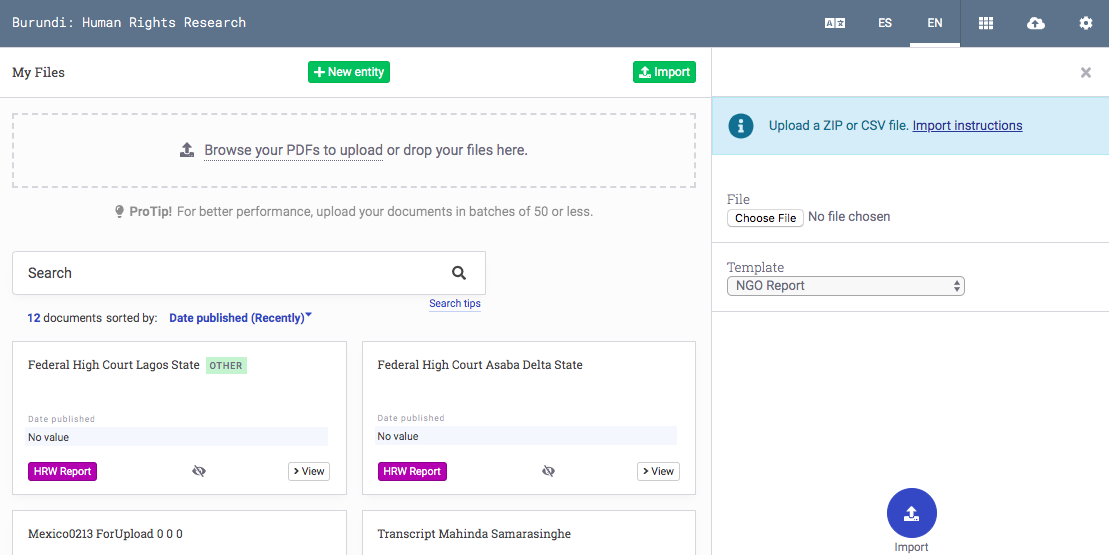 Burundi: Human Rights Research
ES
EN
My Files
New entity
Import
Upload a ZIP or CSV file. Import instructions
Browse your PDFs to upload or drop your files here.
ProTip! For better performance, upload your documents in batches of 50 or less.
File
Choose File No file chosen
Template
NGO Report
Search
Search tips
12 documents sorted by: Date published (Recently)
Federal High Court Lagos State OTHER
Date published
No value
HRW Report
View
Federal High Court Asaba Delta State
Date published
No value
HRW Report
View
Mexico0213 ForUpload 0 0 0
Transcript Mahinda Samarasinghe
Import